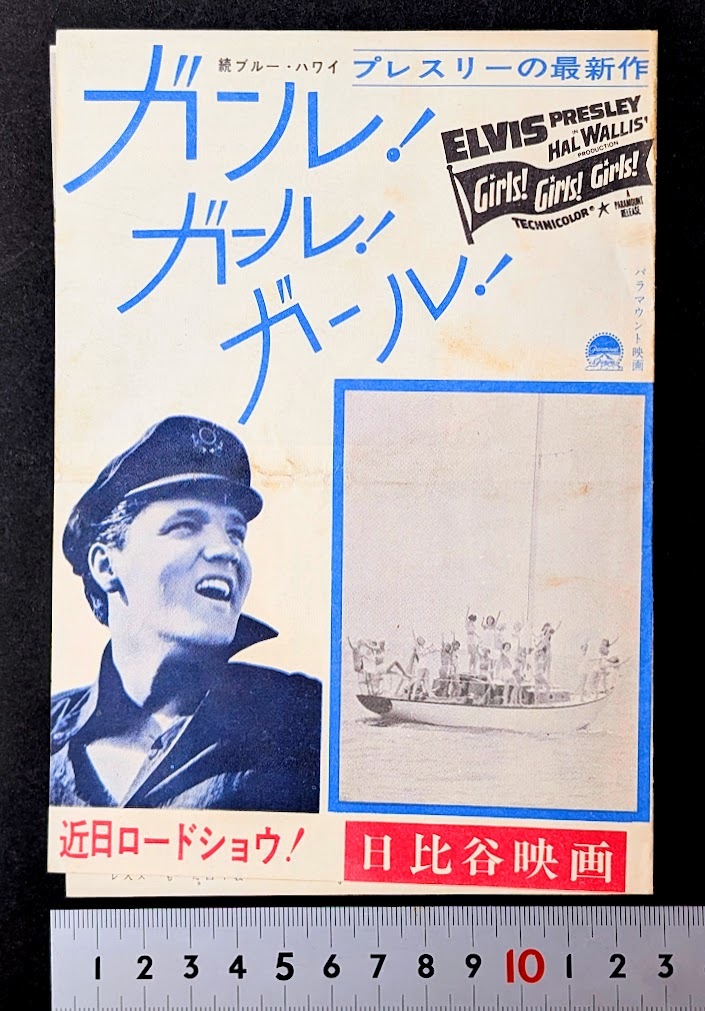 続ブルー・ハワイ
プレスリーの最新作
ガール!
ガール!
ガール!
ELVIS PRESLEY
IN
HAL WALLIS'
PRODUCTION
Girls! Girls! Girls!
TECHNICOLOR®
A
PARAMOUNT
RELEASE
パラマウント映画
Paramount
近日ロードショウ!
日比谷映画
1 2 3 4 5 6 7 8 9 10 1 2 3